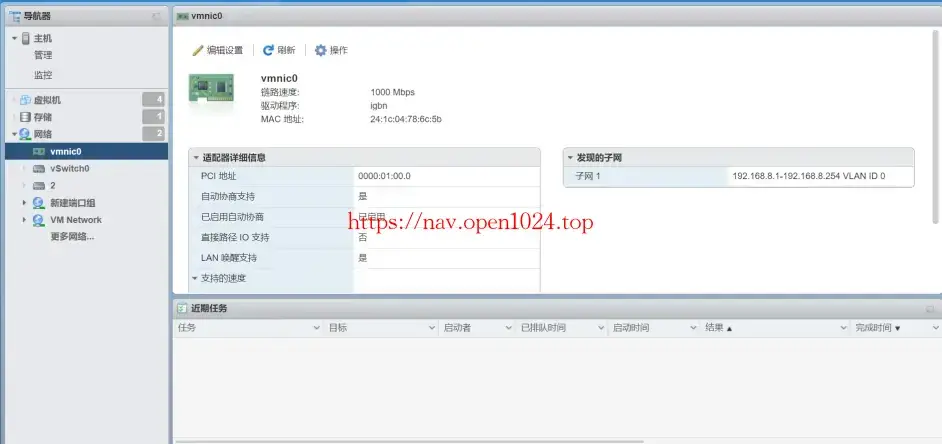 导航器
主机
管理
监控
虚拟机 4
存储 1
网络 2
vmnic0
vSwitch0
2
新建端口组
VM Network
更多网络...
vmnic0
编辑设置 刷新 操作
vmnic0
链路速度: 1000 Mbps
驱动程序: igbn
MAC 地址: 24:1c:04:78:6c:5b
适配器详细信息
PCI 地址 0000:01:00.0
自动协商支持 是
已启用自动协商 已启用
直接路径 IO 支持 否
LAN 唤醒支持 是
支持的速度
发现的子网
子网 1 192.168.8.1-192.168.8.254 VLAN ID 0
https://nav.open1024.top
近期任务
任务 目标 启动者 已排队时间 启动时间 结果 ▲ 完成时间 ▼